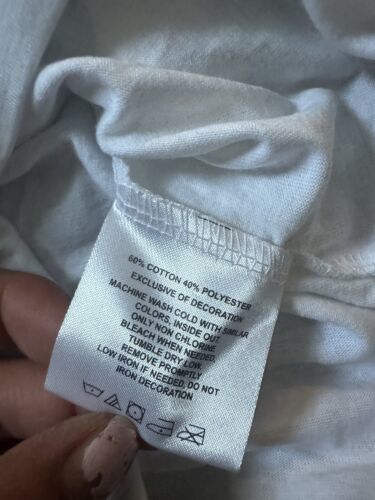 60% COTTON 40% POLYESTER
EXCLUSIVE OF DECORATION
MACHINE WASH COLD WITH SIMILAR
COLORS, INSIDE OUT.
ONLY NON CHLORINE
BLEACH WHEN NEEDED.
TUMBLE DRY LOW.
REMOVE PROMPTLY
LOW IRON IF NEEDED, DO NOT
IRON DECORATION